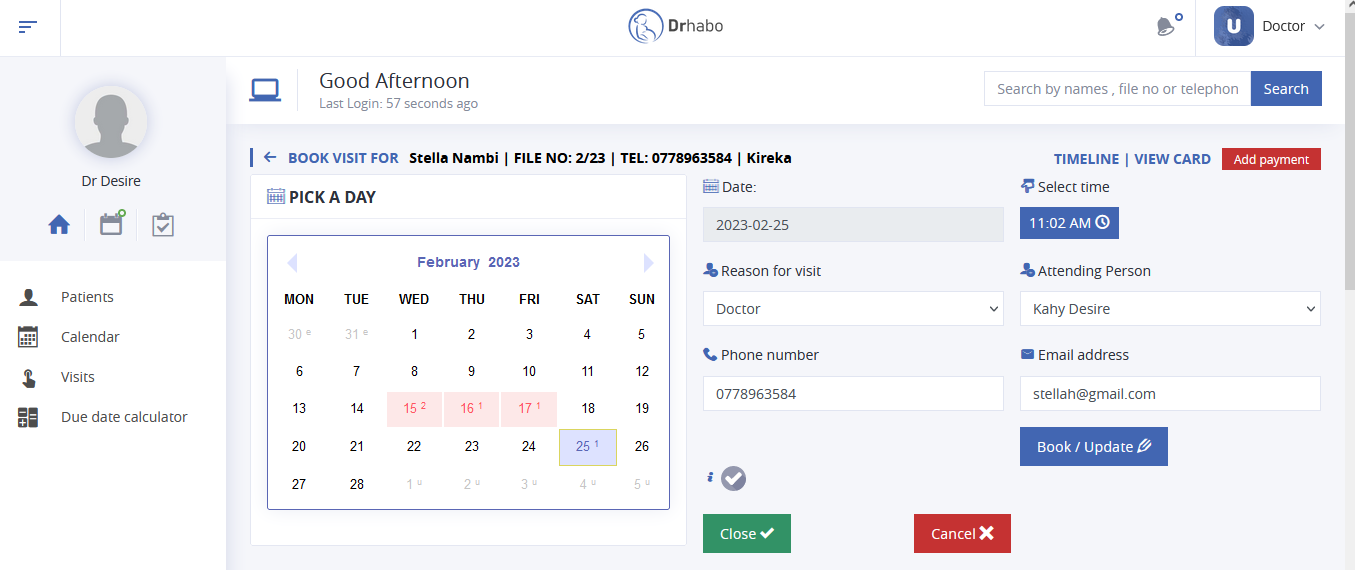 Drhabo
U
Doctor
Good Afternoon
Last Login: 57 seconds ago
Search by names , file no or telephon
Search
Dr Desire
Patients
Calendar
Visits
Due date calculator
BOOK VISIT FOR Stella Nambi | FILE NO: 2/23 | TEL: 0778963584 | Kireka
TIMELINE | VIEW CARD
Add payment
PICK A DAY
February 2023
MON TUE WED THU FRI SAT SUN
30 e 31 e 1 2 3 4 5
6 7 8 9 10 11 12
13 14 15 2 16 1 17 1 18 19
20 21 22 23 24 25 1 26
27 28 1 u 2 u 3 u 4 u 5 u
Date:
2023-02-25
Select time
11:02 AM
Reason for visit
Doctor
Attending Person
Kahy Desire
Phone number
0778963584
Email address
stellah@gmail.com
Book / Update
i
Close
Cancel